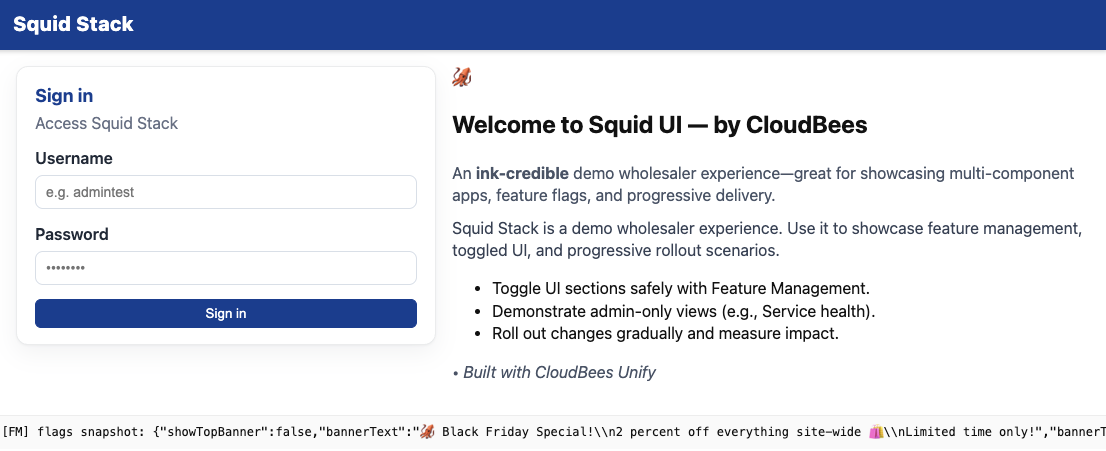 Squid Stack
Sign in
Access Squid Stack
Username
e.g. admintest
Password
••••••••
Sign in
🦑
Welcome to Squid UI — by CloudBees
An ink-credible demo wholesaler experience—great for showcasing multi-component
apps, feature flags, and progressive delivery.
Squid Stack is a demo wholesaler experience. Use it to showcase feature management,
toggled UI, and progressive rollout scenarios.
• Toggle UI sections safely with Feature Management.
• Demonstrate admin-only views (e.g., Service health).
• Roll out changes gradually and measure impact.
• Built with CloudBees Unify
[FM] flags snapshot: {"showTopBanner":false,"bannerText":"🦑 Black Friday Special!\\n2 percent off everything site-wide 🛍️\\nLimited time only!","bannerT